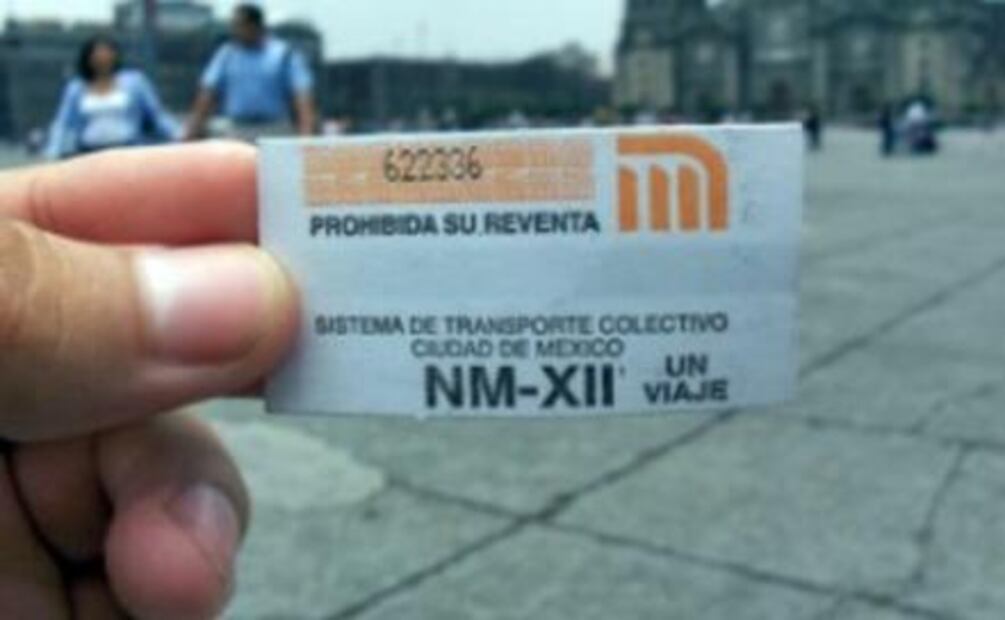 622336
PROHIBIDA SU REVENTA
SISTEMA DE TRANSPORTE COLECTIVO
CIUDAD DE MEXICO
NM-XII
UN
VIAJE